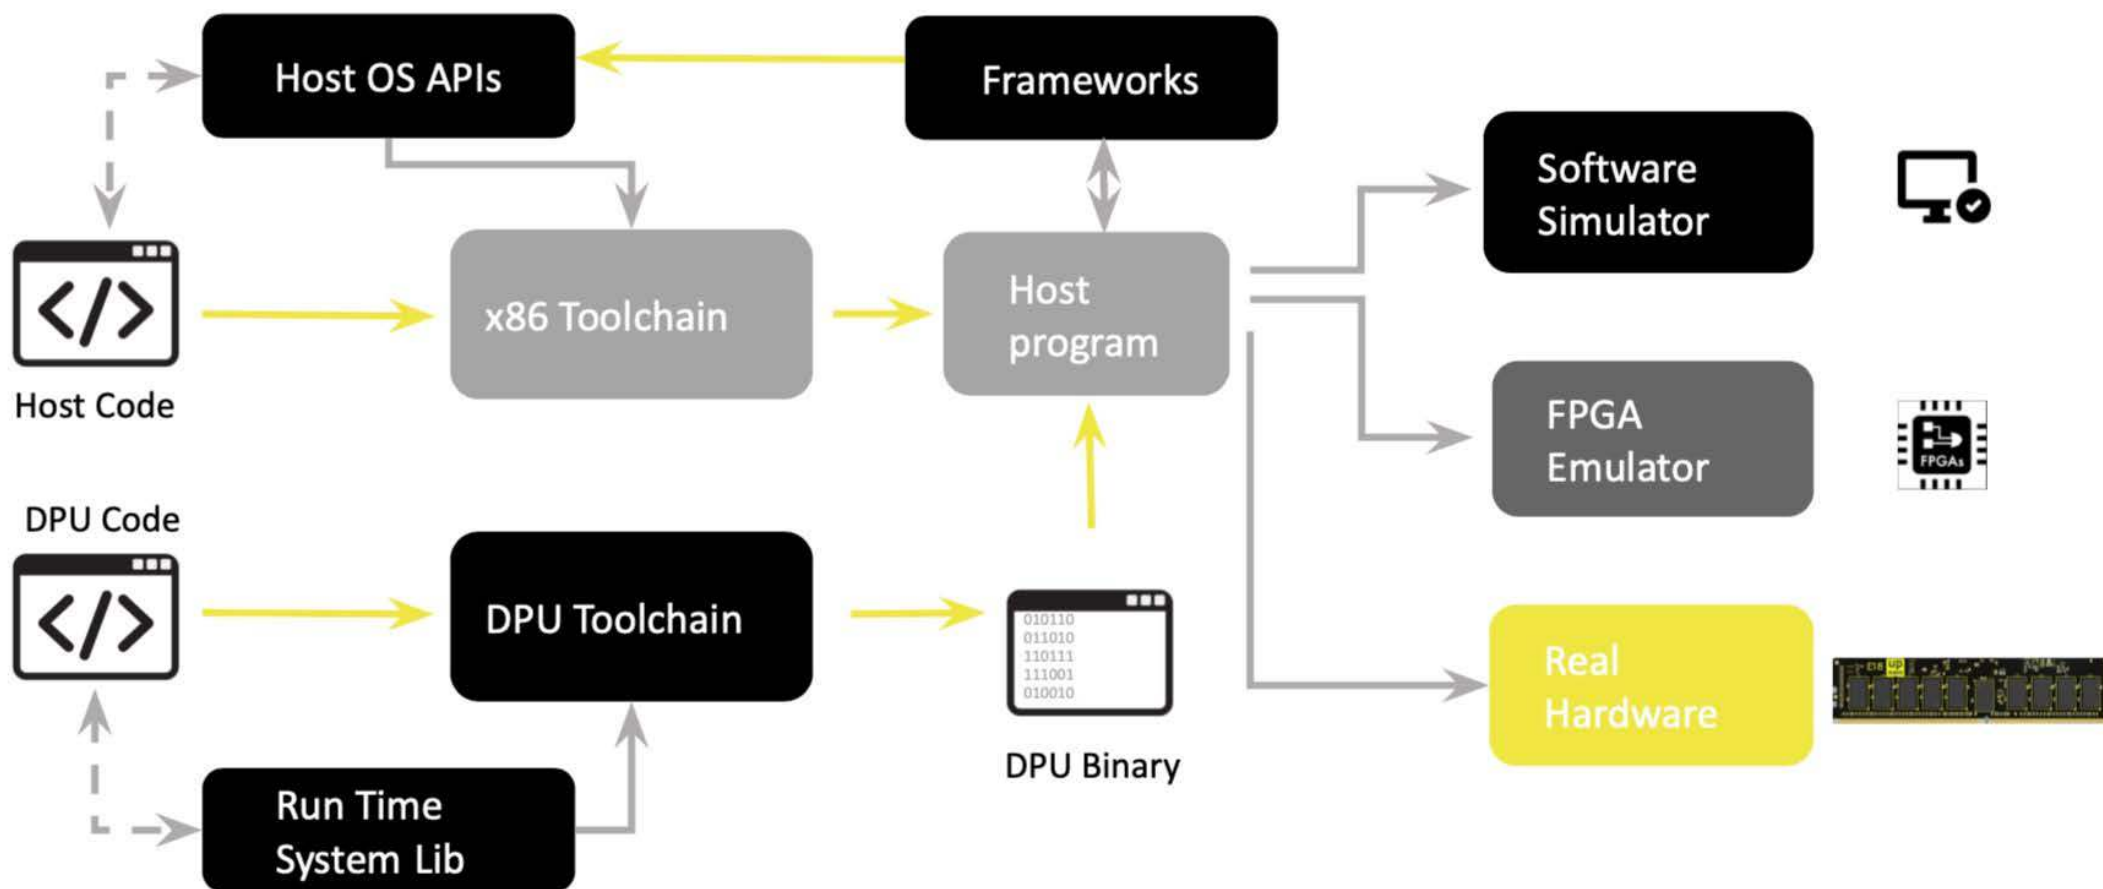 Host OS APIs
Frameworks
Software
Simulator
x86 Toolchain
Host
program
Host Code
FPGA
Emulator
FPGAs
DPU Code
DPU Toolchain
010110
011010
110111
111001
010010
DPU Binary
Real
Hardware
up
Run Time
System Lib